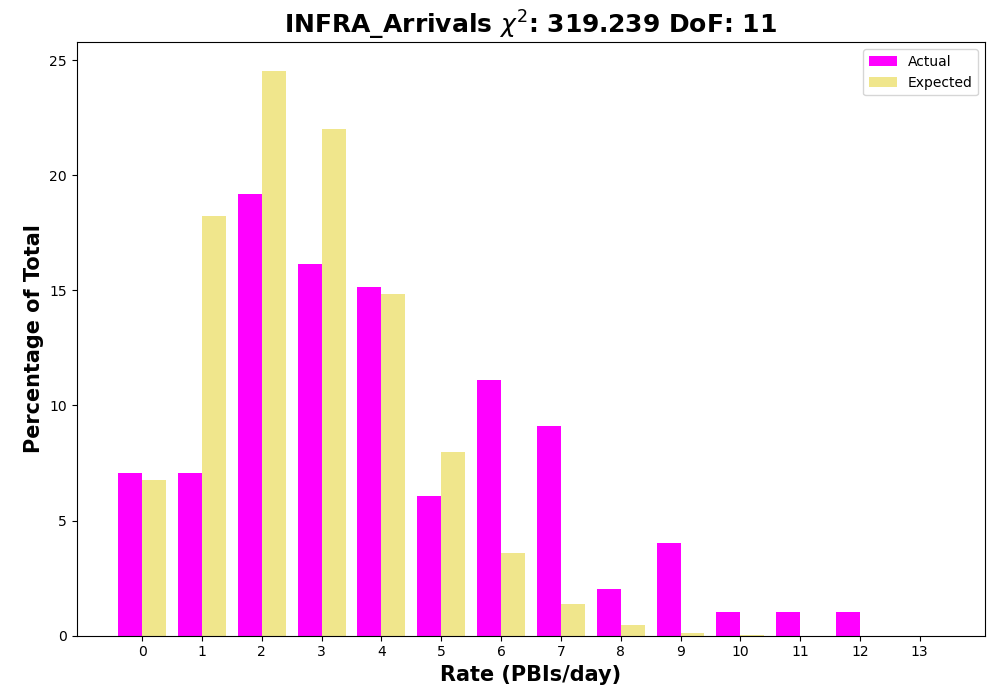 INFRA_Arrivals χ²: 319.239 DoF: 11
Actual
Expected
Percentage of Total
25
20
15
10
5
0
0 1 2 3 4 5 6 7 8 9 10 11 12 13
Rate (PBIs/day)